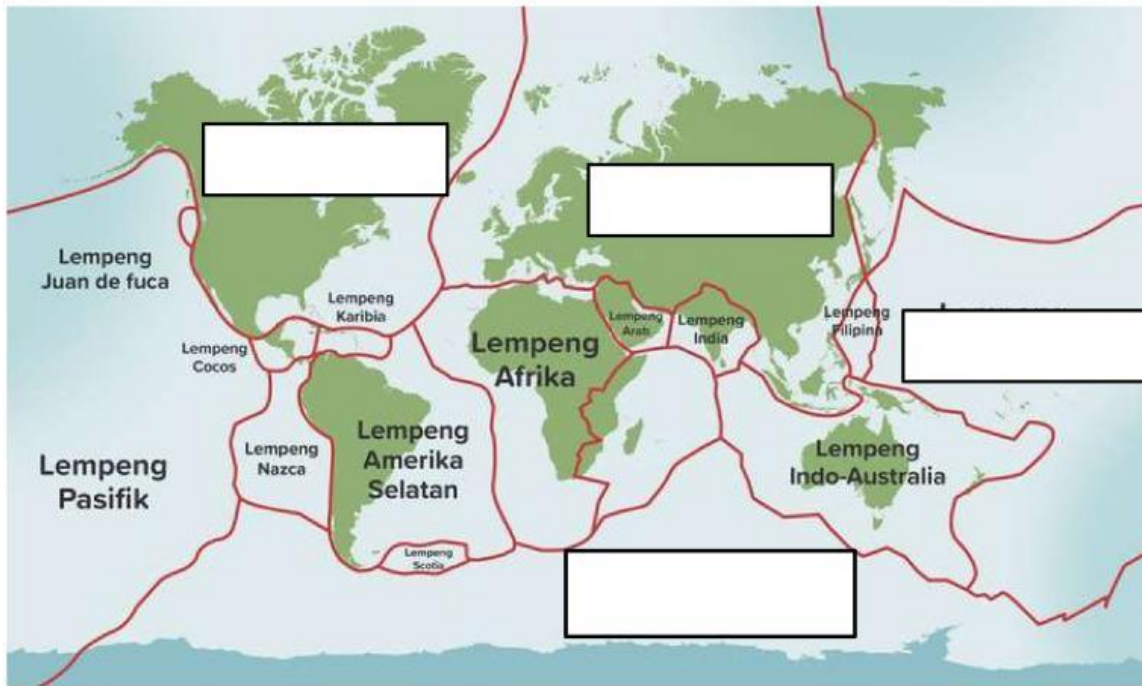 Lempeng
Juan de fuca
Lempeng
Karibia
Lempeng
Cocos
Lempeng
Afrika
Lempeng
Arab
Lempeng
India
Lempeng
Filipina
Lempeng
Pasifik
Lempeng
Nazca
Lempeng
Amerika
Selatan
Lempeng
Indo-Australia
Lempeng
Scotia